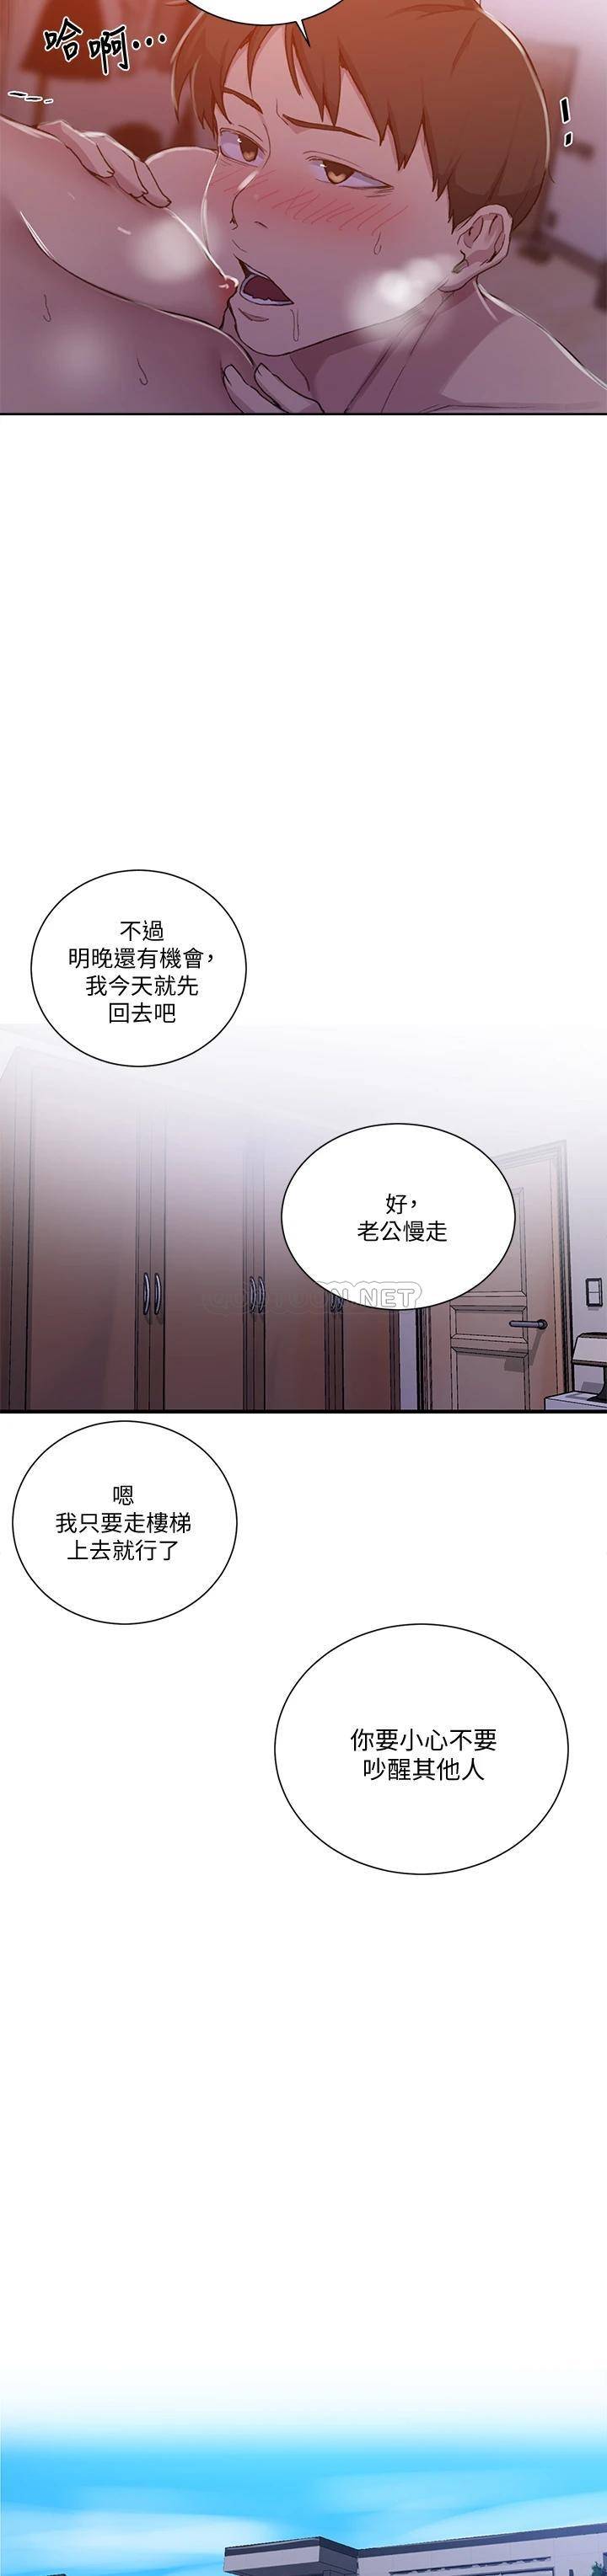 哈啊...
不過
明晚還有機會，
我今天就先
回去吧
好，
老公慢走
嗯
我只要走樓梯
上去就行了
你要小心不要
吵醒其他人